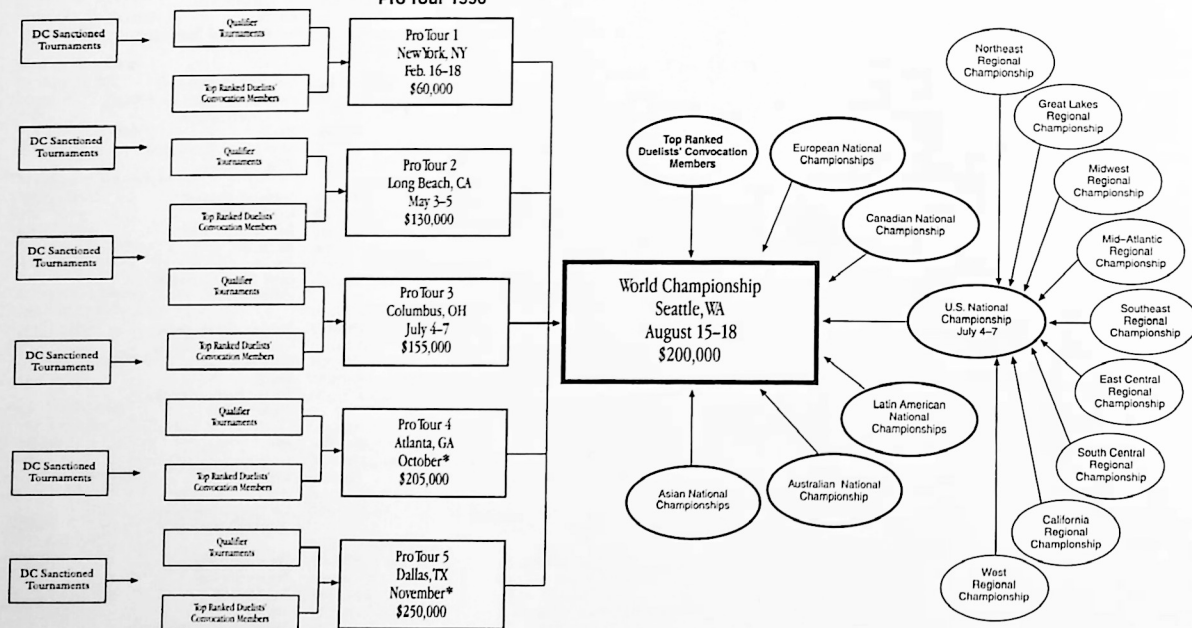 Pro Tour 1996
DC Sanctioned
Tournaments
Qualifier
Tournaments
Top Ranked Duelists'
Convocation Members
Pro Tour 1
New York, NY
Feb. 16–18
$60,000
DC Sanctioned
Tournaments
Qualifier
Tournaments
Top Ranked Duelists'
Convocation Members
Pro Tour 2
Long Beach, CA
May 3–5
$130,000
DC Sanctioned
Tournaments
Qualifier
Tournaments
Top Ranked Duelists'
Convocation Members
Pro Tour 3
Columbus, OH
July 4–7
$155,000
DC Sanctioned
Tournaments
Qualifier
Tournaments
Top Ranked Duelists'
Convocation Members
Pro Tour 4
Atlanta, GA
October*
$205,000
DC Sanctioned
Tournaments
Qualifier
Tournaments
Top Ranked Duelists'
Convocation Members
Pro Tour 5
Dallas, TX
November*
$250,000
DC Sanctioned
Tournaments
Top Ranked
Duelists' Convocation
Members
European National
Championships
Canadian National
Championship
World Championship
Seattle, WA
August 15–18
$200,000
Latin American
National
Championships
Australian National
Championship
Asian National
Championships
U.S. National
Championship
July 4–7
Northeast
Regional
Championship
Great Lakes
Regional
Championship
Midwest
Regional
Championship
Mid–Atlantic
Regional
Championship
Southeast
Regional
Championship
East Central
Regional
Championship
South Central
Regional
Championship
California
Regional
Championship
West
Regional
Championship